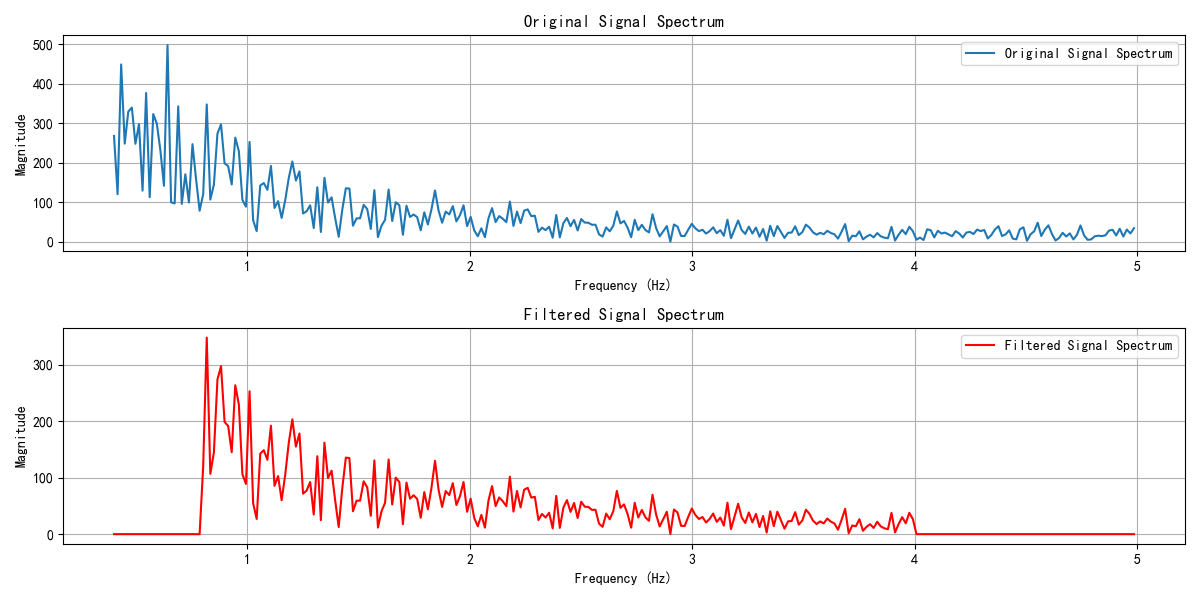 Original Signal Spectrum
Original Signal Spectrum
Magnitude
500
400
300
200
100
0
1
2
3
4
5
Frequency (Hz)
Filtered Signal Spectrum
Filtered Signal Spectrum
Magnitude
300
200
100
0
1
2
3
4
5
Frequency (Hz)